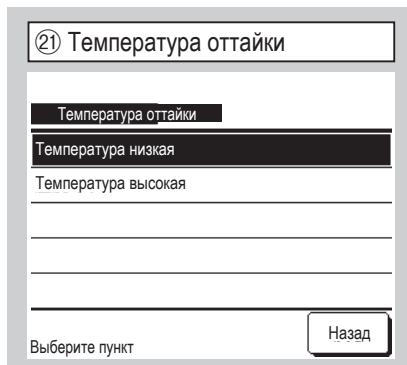 ㉑ Температура оттайки
Температура оттайки
Температура низкая
Температура высокая
Выберите пункт
Назад